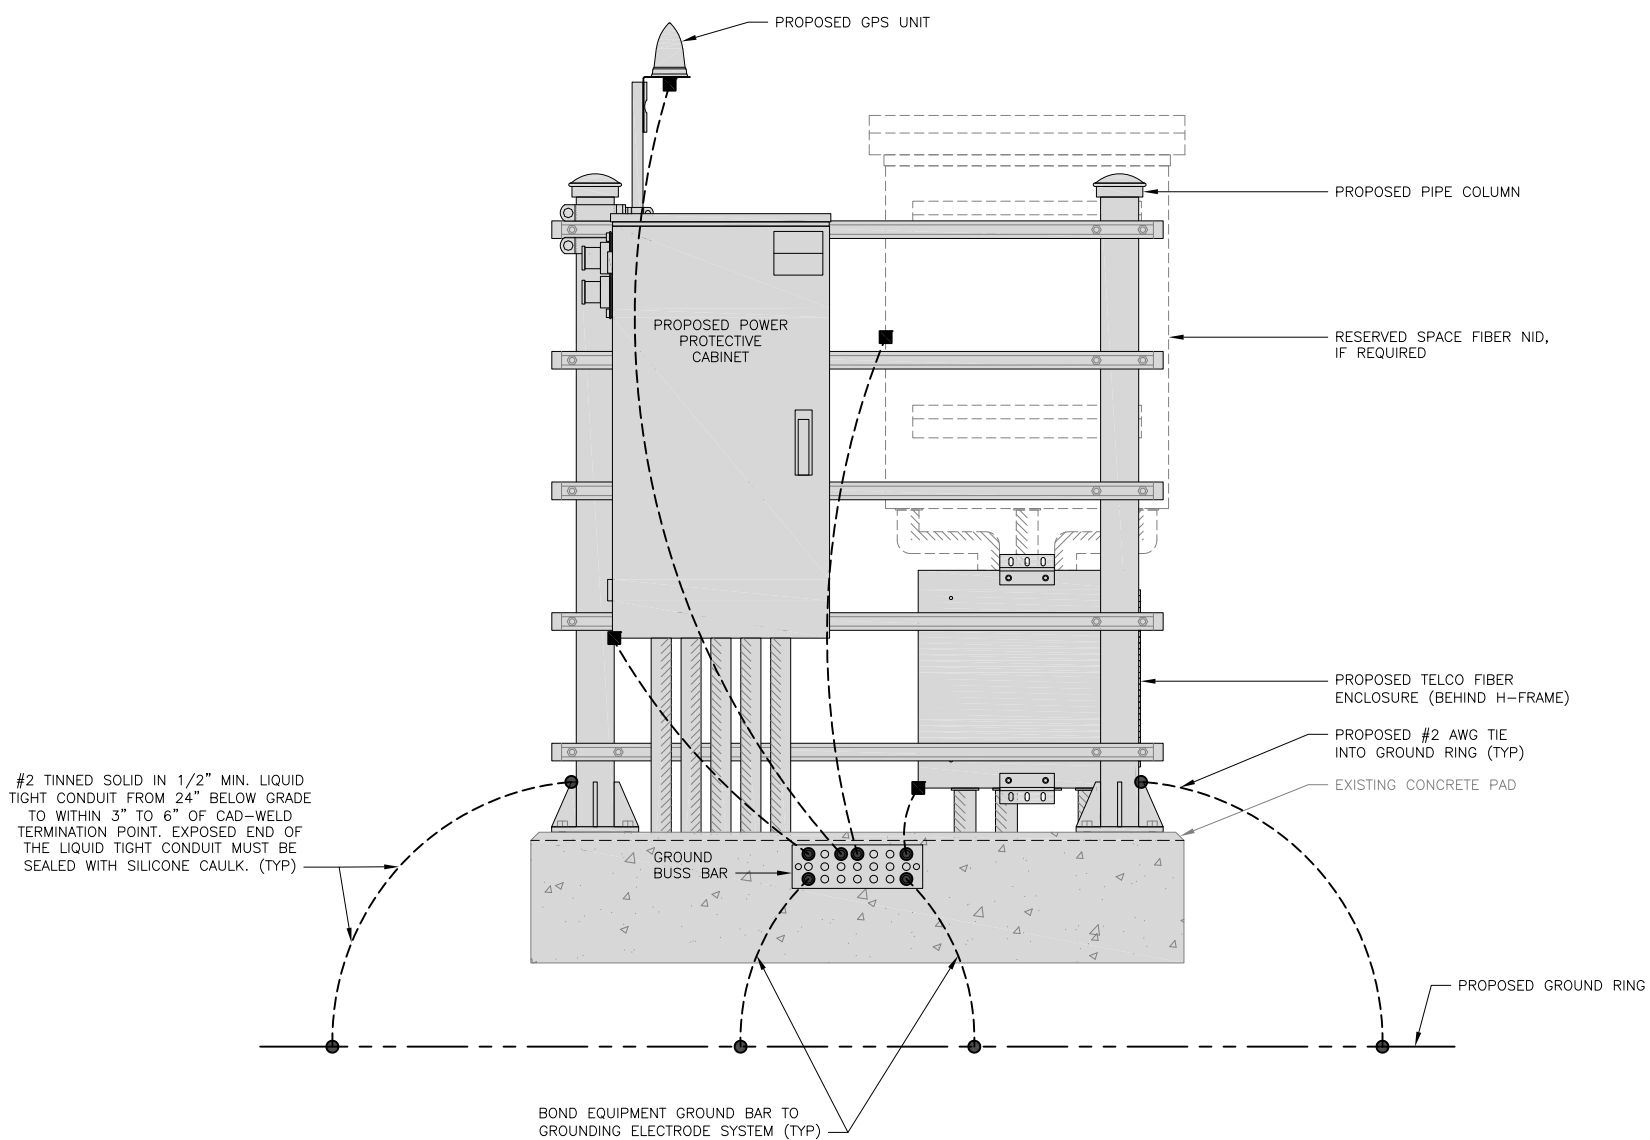 PROPOSED GPS UNIT
PROPOSED PIPE COLUMN
PROPOSED POWER
PROTECTIVE
CABINET
RESERVED SPACE FIBER NID,
IF REQUIRED
PROPOSED TELCO FIBER
ENCLOSURE (BEHIND H-FRAME)
PROPOSED #2 AWG TIE
INTO GROUND RING (TYP)
EXISTING CONCRETE PAD
#2 TINNED SOLID IN 1/2" MIN. LIQUID
TIGHT CONDUIT FROM 24" BELOW GRADE
TO WITHIN 3" TO 6" OF CAD-WELD
TERMINATION POINT. EXPOSED END OF
THE LIQUID TIGHT CONDUIT MUST BE
SEALED WITH SILICONE CAULK. (TYP)
GROUND
BUSS BAR
PROPOSED GROUND RING
BOND EQUIPMENT GROUND BAR TO
GROUNDING ELECTRODE SYSTEM (TYP)